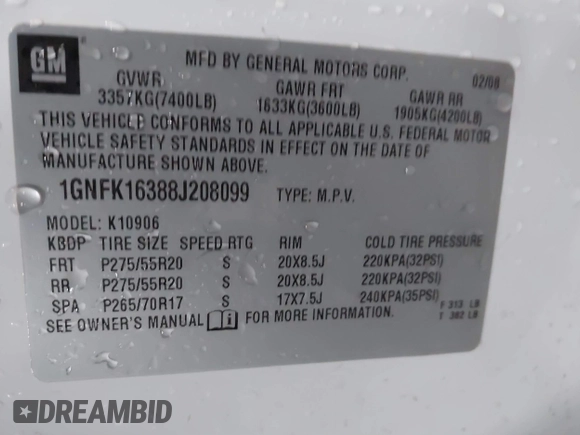 GM
MFD BY GENERAL MOTORS CORP.
02/08
GVWR GAWR FRT GAWR RR
3357KG(7400LB) 1633KG(3600LB) 1905KG(4200LB)
THIS VEHICLE CONFORMS TO ALL APPLICABLE U.S. FEDERAL MOTOR
VEHICLE SAFETY STANDARDS IN EFFECT ON THE DATE OF
MANUFACTURE SHOWN ABOVE.
1GNFK16388J208099 TYPE: M.P.V.
MODEL: K10906
KBDP TIRE SIZE SPEED RTG RIM COLD TIRE PRESSURE
FRT P275/55R20 S 20X8.5J 220KPA(32PSI)
RR P275/55R20 S 20X8.5J 220KPA(32PSI)
SPA P265/70R17 S 17X7.5J 240KPA(35PSI)
F 313 LB
T 382 LB
SEE OWNER'S MANUAL i FOR MORE INFORMATION.
DREAMBID